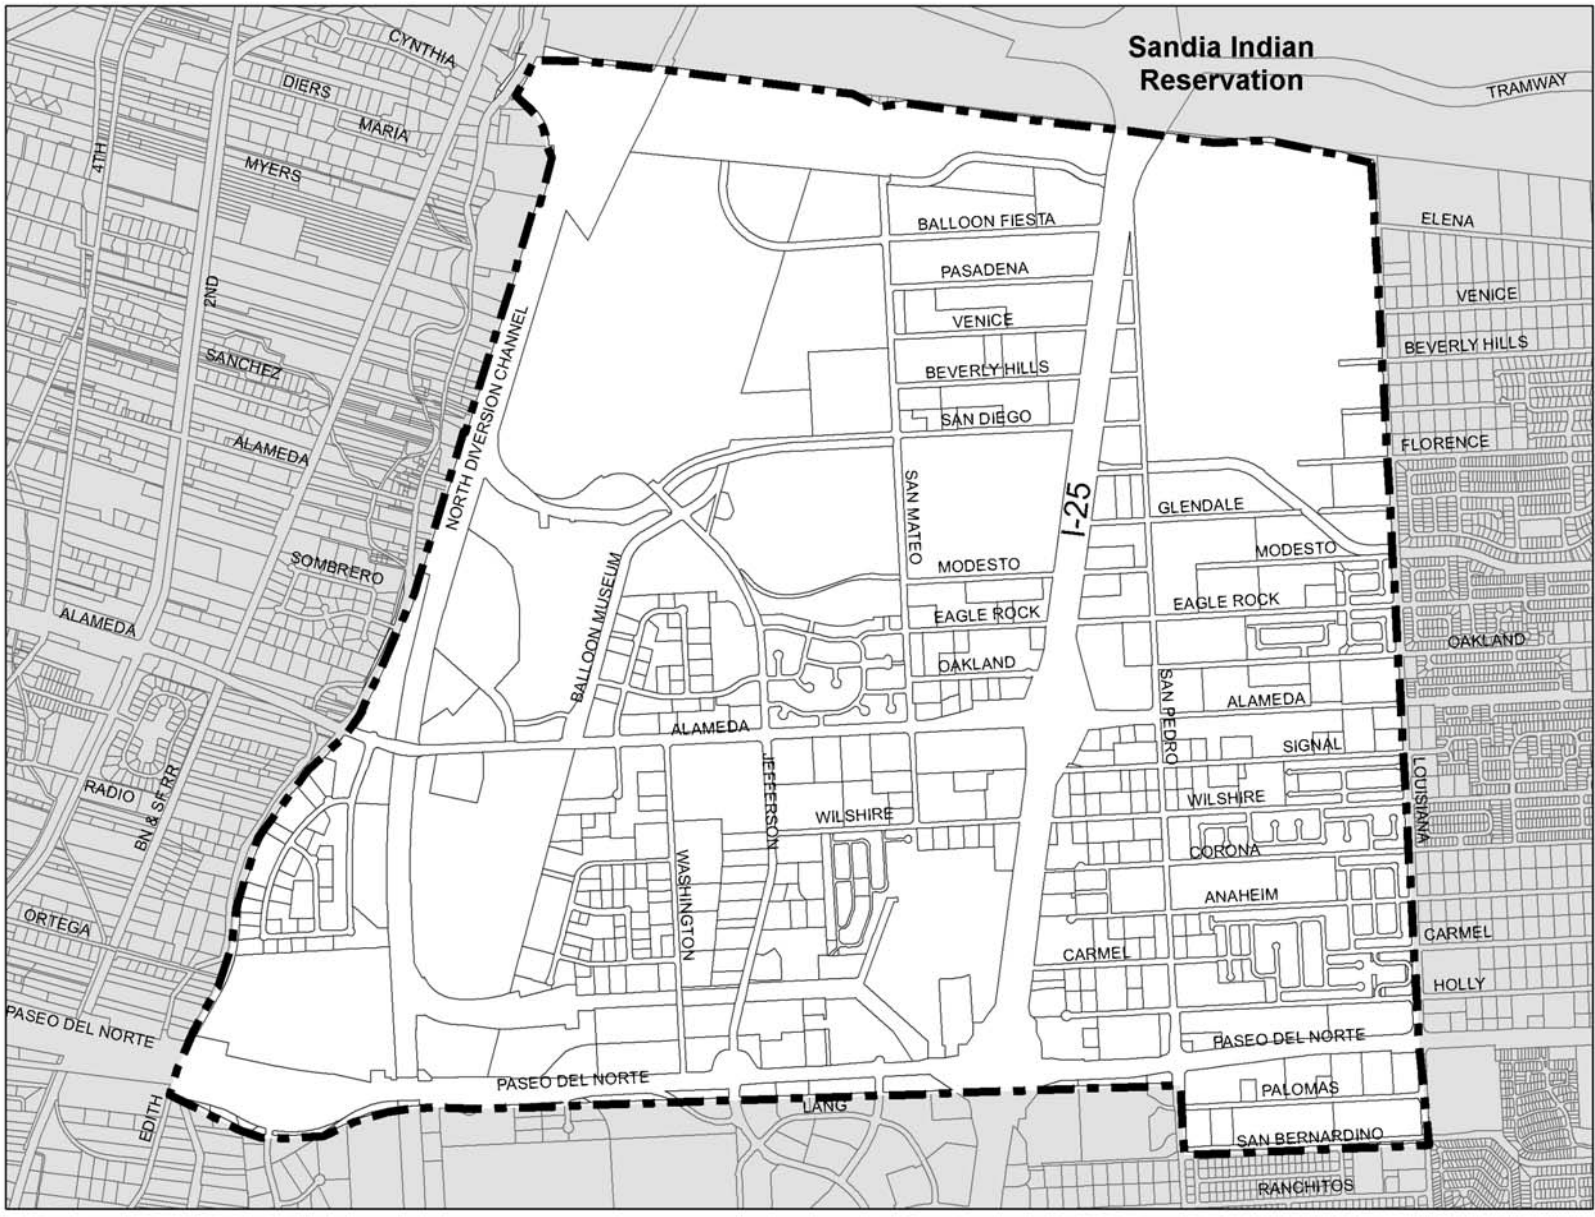 CYNTHIA
Sandia Indian
Reservation
TRAMWAY
DIERS
MARIA
4TH
MYERS
BALLOON FIESTA
ELENA
PASADENA
2ND
VENICE
VENICE
BEVERLY HILLS
SANCHEZ
BEVERLY HILLS
NORTH DIVERSION CHANNEL
SAN DIEGO
ALAMEDA
FLORENCE
SAN MATEO
I-25
GLENDALE
MODESTO
SOMBRERO
MODESTO
BALLOON MUSEUM
EAGLE ROCK
EAGLE ROCK
ALAMEDA
OAKLAND
OAKLAND
SAN PEDRO
ALAMEDA
ALAMEDA
SIGNAL
RADIO
BN & SF RR
JEFFERSON
LOUISIANA
WILSHIRE
WILSHIRE
CORONA
WASHINGTON
ANAHEIM
ORTEGA
CARMEL
CARMEL
HOLLY
PASEO DEL NORTE
PASEO DEL NORTE
PASEO DEL NORTE
PALOMAS
LANG
EDITH
SAN BERNARDINO
RANCHITOS